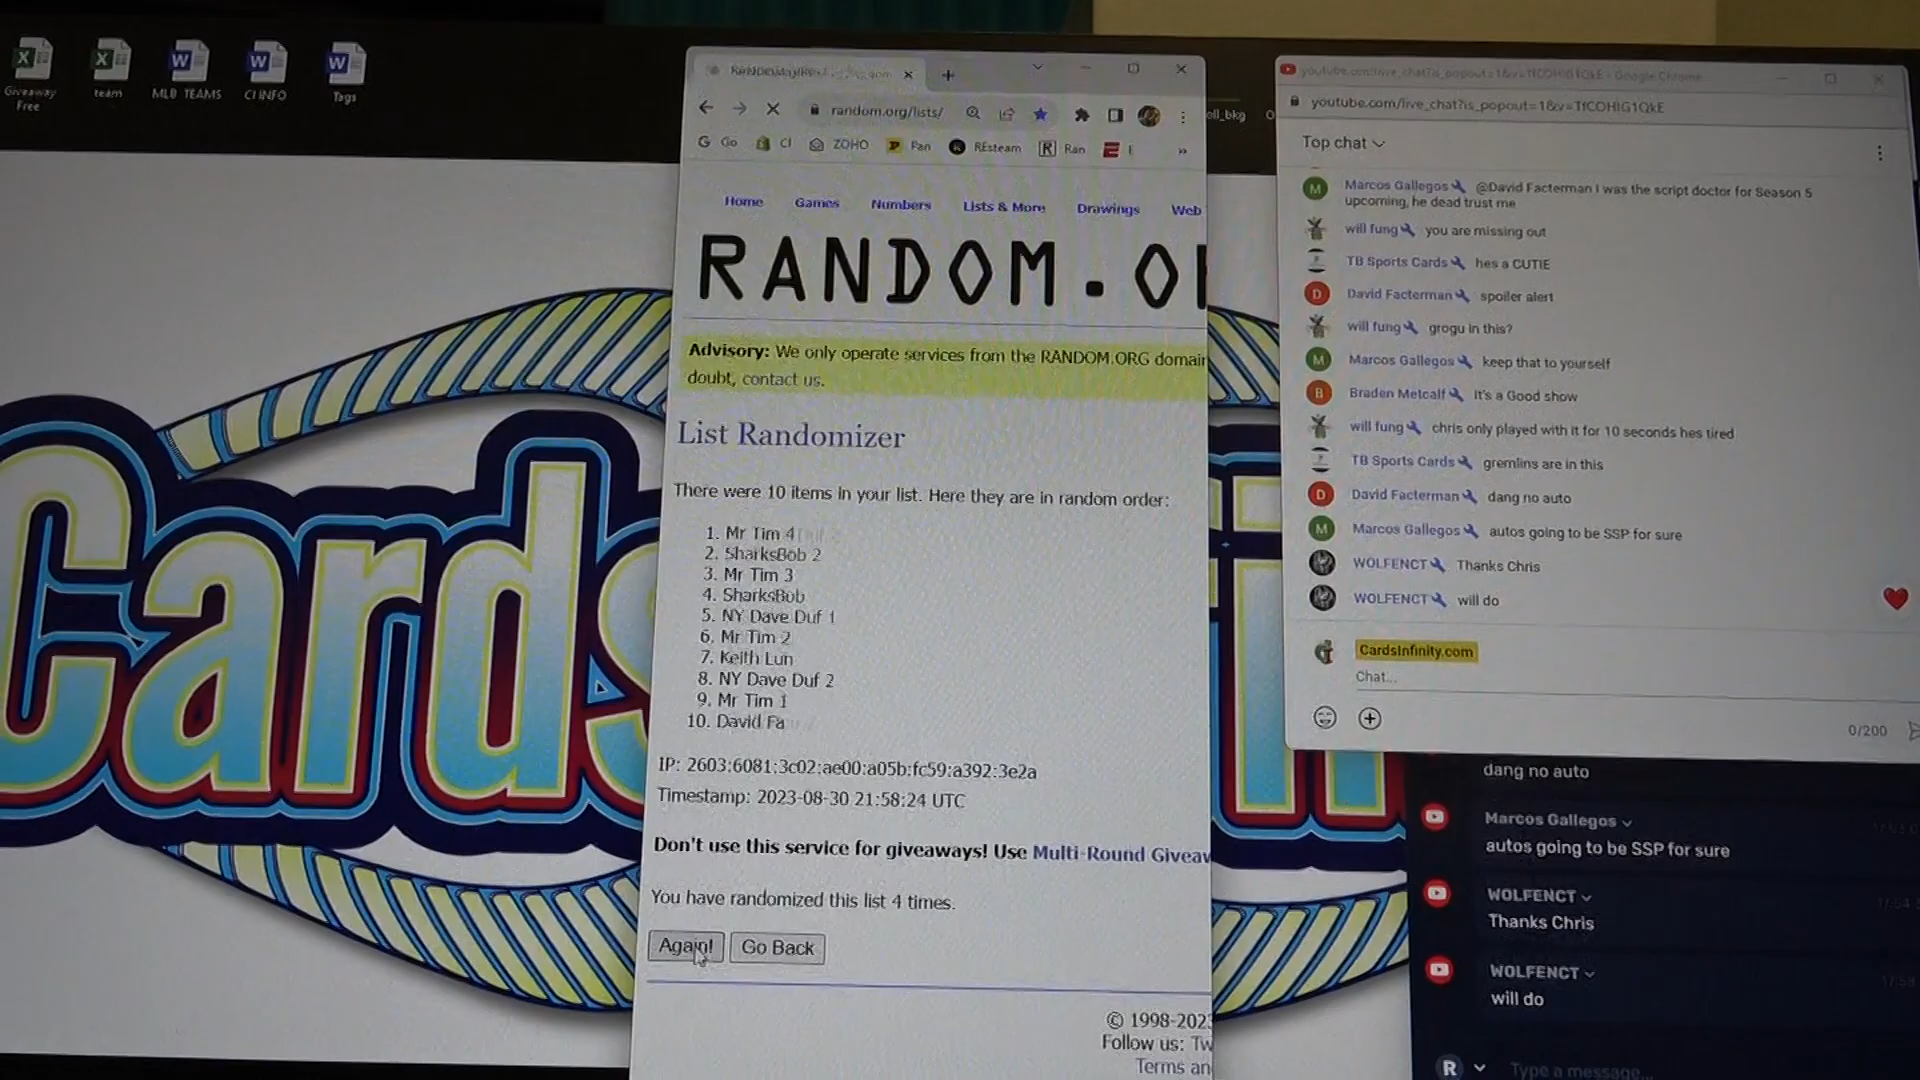 Giveaway
Free
team
MLB TEAMS
CI INFO
Tags
random.org/lists/
Go
CI
ZOHO
Fan
REsteam
Ran
E
Home Games Numbers Lists & More Drawings Web
RANDOM.O
Advisory: We only operate services from the RANDOM.ORG domain
doubt, contact us.
List Randomizer
There were 10 items in your list. Here they are in random order:
1. Mr Tim 4
2. SharksBob 2
3. Mr Tim 3
4. SharksBob
5. NY Dave Duf 1
6. Mr Tim 2
7. Keith Lun
8. NY Dave Duf 2
9. Mr Tim 1
10. David Fa
IP: 2603:6081:3c02:ae00:a05b:fc59:a392:3e2a
Timestamp: 2023-08-30 21:58:24 UTC
Don't use this service for giveaways! Use Multi-Round Giveaw
You have randomized this list 4 times.
Again! Go Back
© 1998-202
Follow us: Tw
Terms an
Cards
ell_bkg
youtube.com/live_chat?is_popout=1&v=TfCOHIG1QkE
Top chat
Marcos Gallegos @David Facterman I was the script doctor for Season 5
upcoming, he dead trust me
will fung you are missing out
TB Sports Cards hes a CUTIE
David Facterman spoiler alert
will fung grogu in this?
Marcos Gallegos keep that to yourself
Braden Metcalf It's a Good show
will fung chris only played with it for 10 seconds hes tired
TB Sports Cards gremlins are in this
David Facterman dang no auto
Marcos Gallegos autos going to be SSP for sure
WOLFENCT Thanks Chris
WOLFENCT will do
CardsInfinity.com
Chat...
0/200
dang no auto
Marcos Gallegos
autos going to be SSP for sure
WOLFENCT
Thanks Chris
WOLFENCT
will do
R
Type a message...